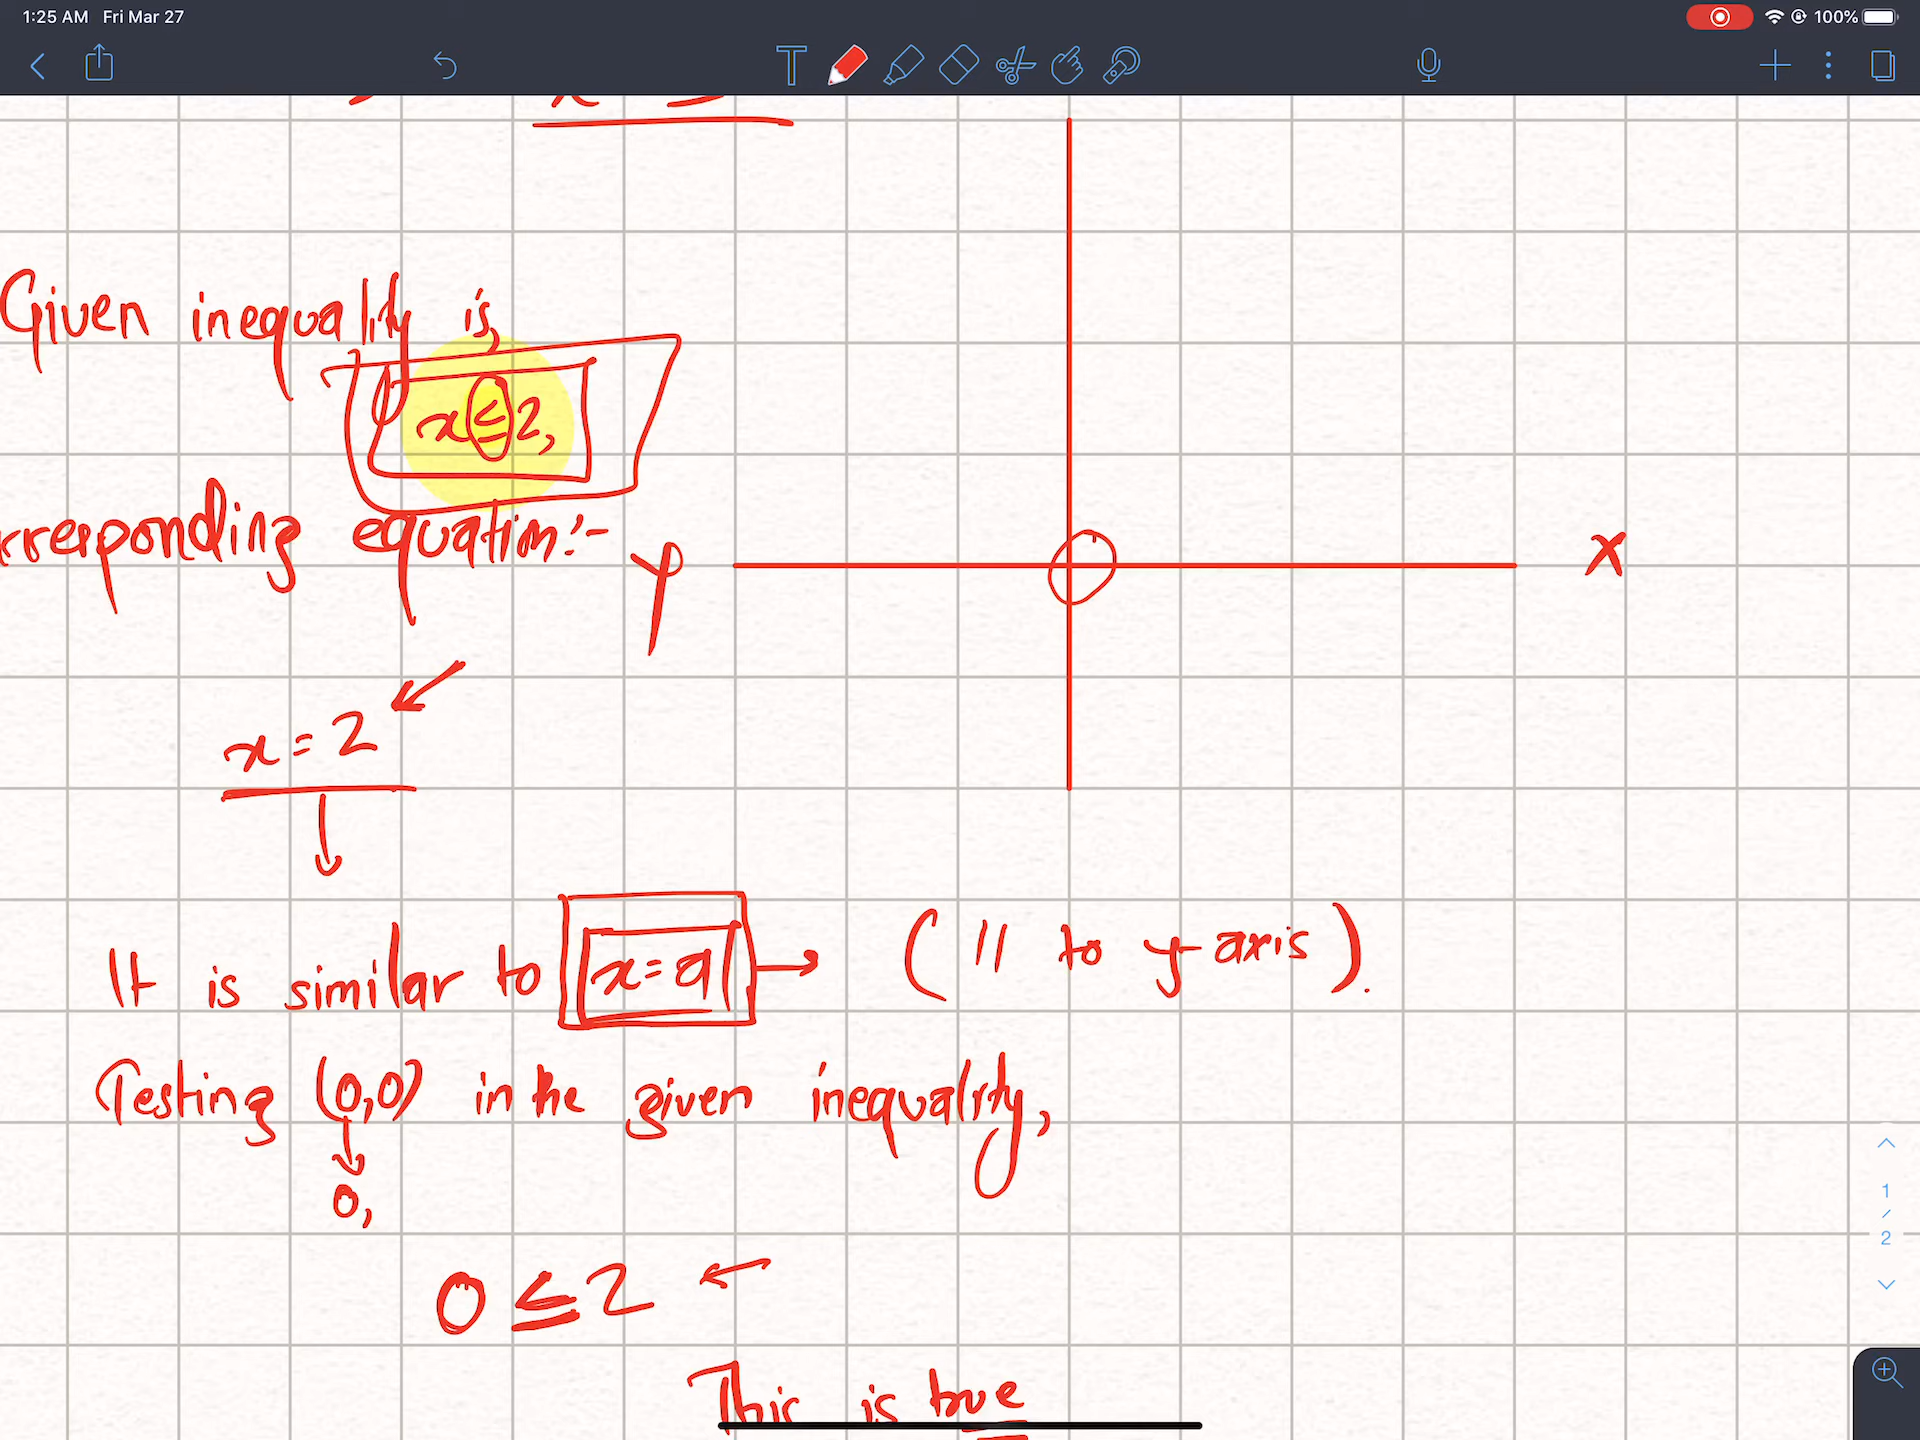 1:25 AM Fri Mar 27
100%
Given inequality is,
x ≤ 2,
rresponding equation:-
Y
X
x = 2
It is similar to x = a → ( || to y-axis ).
Testing (0,0) in the given inequality,
0,
0 ≤ 2
This is true
1
/
2